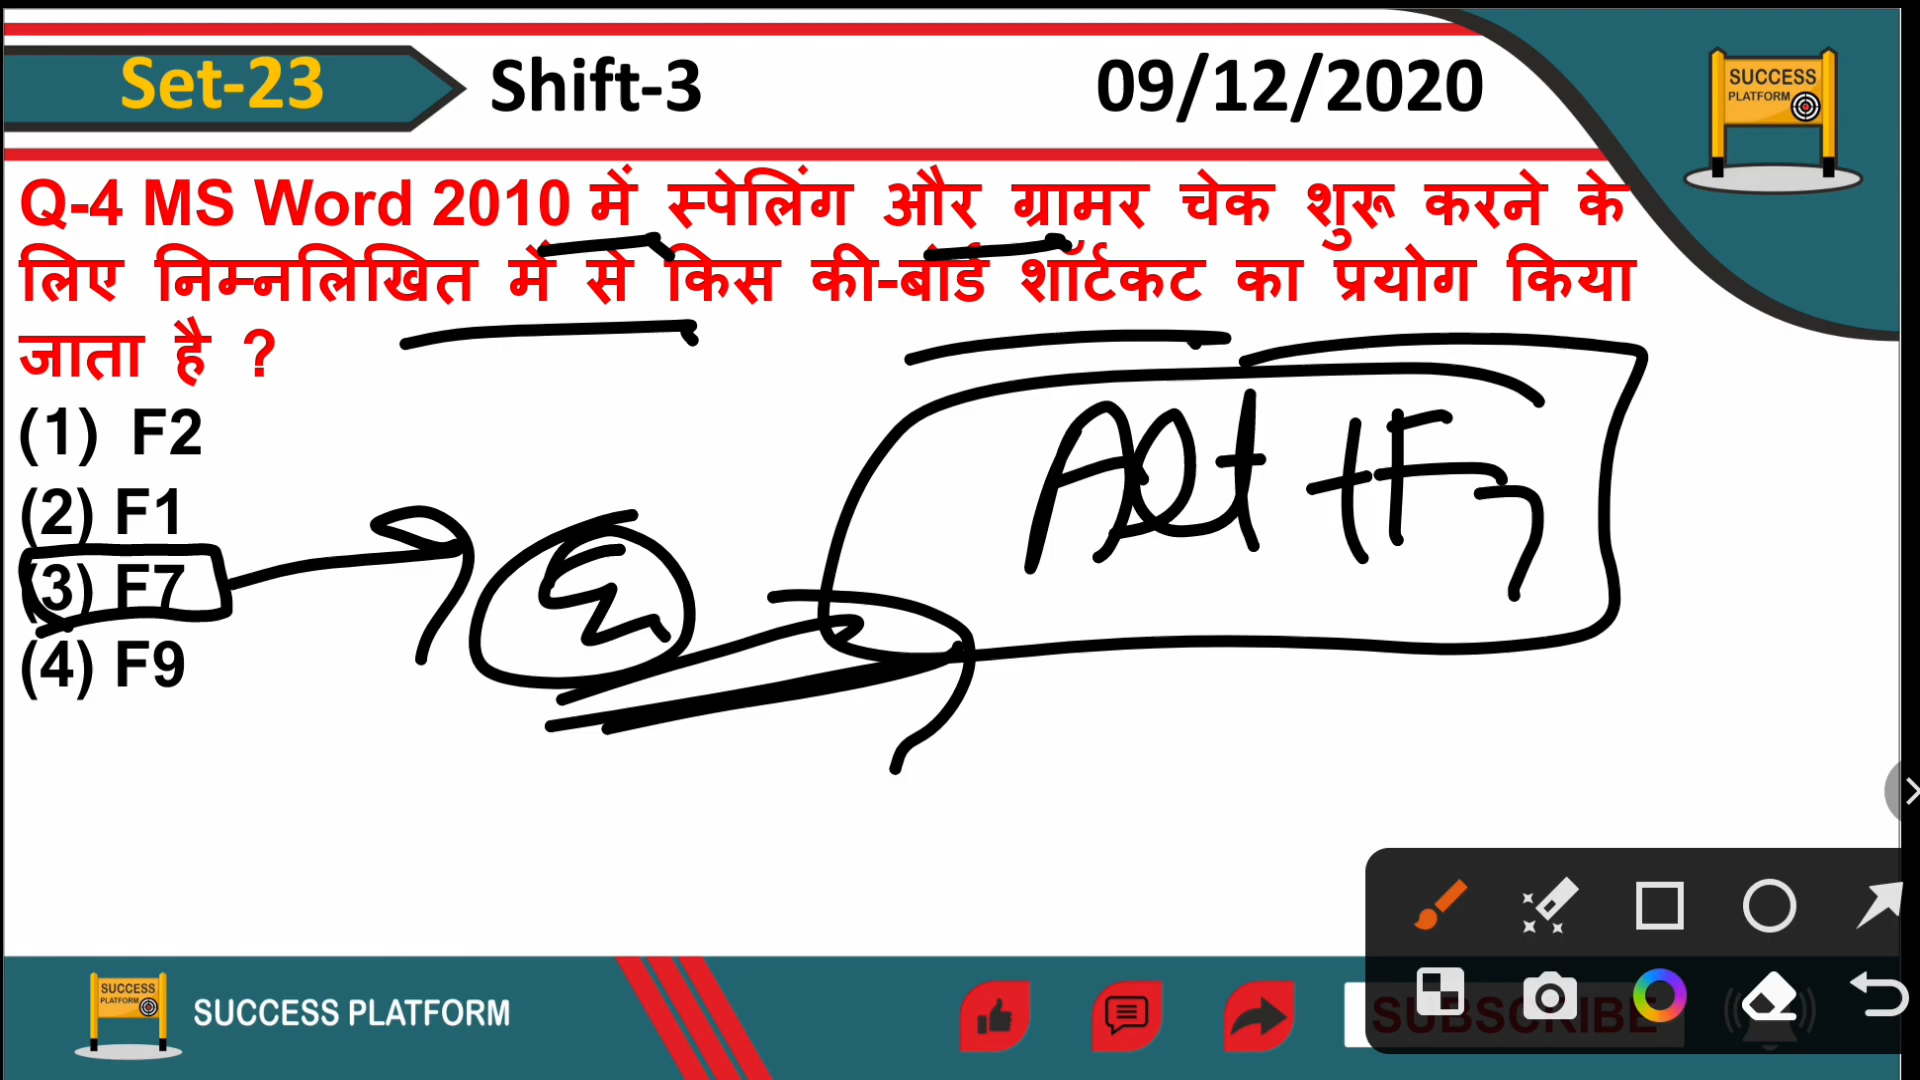 Set-23 Shift-3 09/12/2020
SUCCESS
PLATFORM
Q-4 MS Word 2010 में स्पेलिंग और ग्रामर चेक शुरू करने के
लिए निम्नलिखित में से किस की-बोर्ड शॉर्टकट का प्रयोग किया
जाता है ?
(1) F2
(2) F1
(3) F7
(4) F9
Alt + F7
SUCCESS
PLATFORM
SUCCESS PLATFORM
SUBSCRIBE